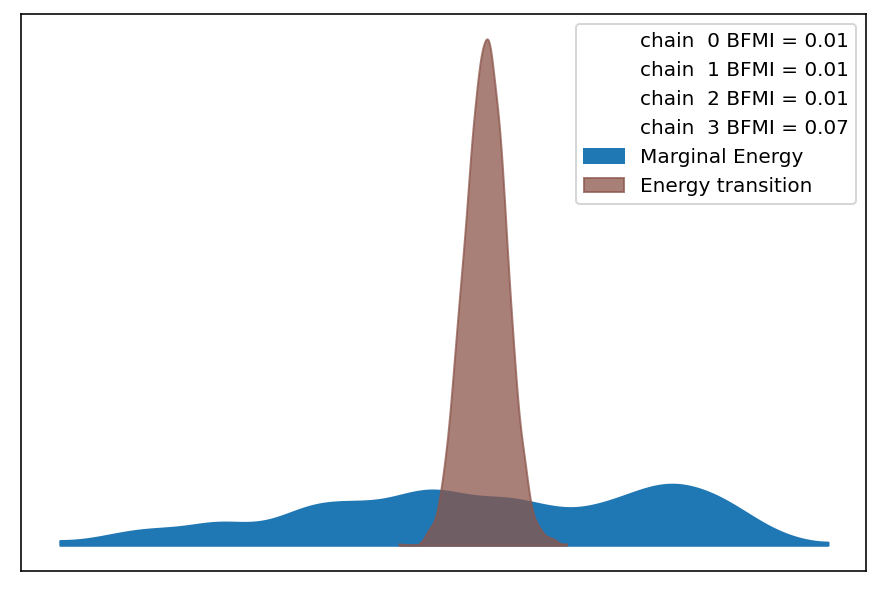 chain  0 BFMI = 0.01
chain  1 BFMI = 0.01
chain  2 BFMI = 0.01
chain  3 BFMI = 0.07
Marginal Energy
Energy transition